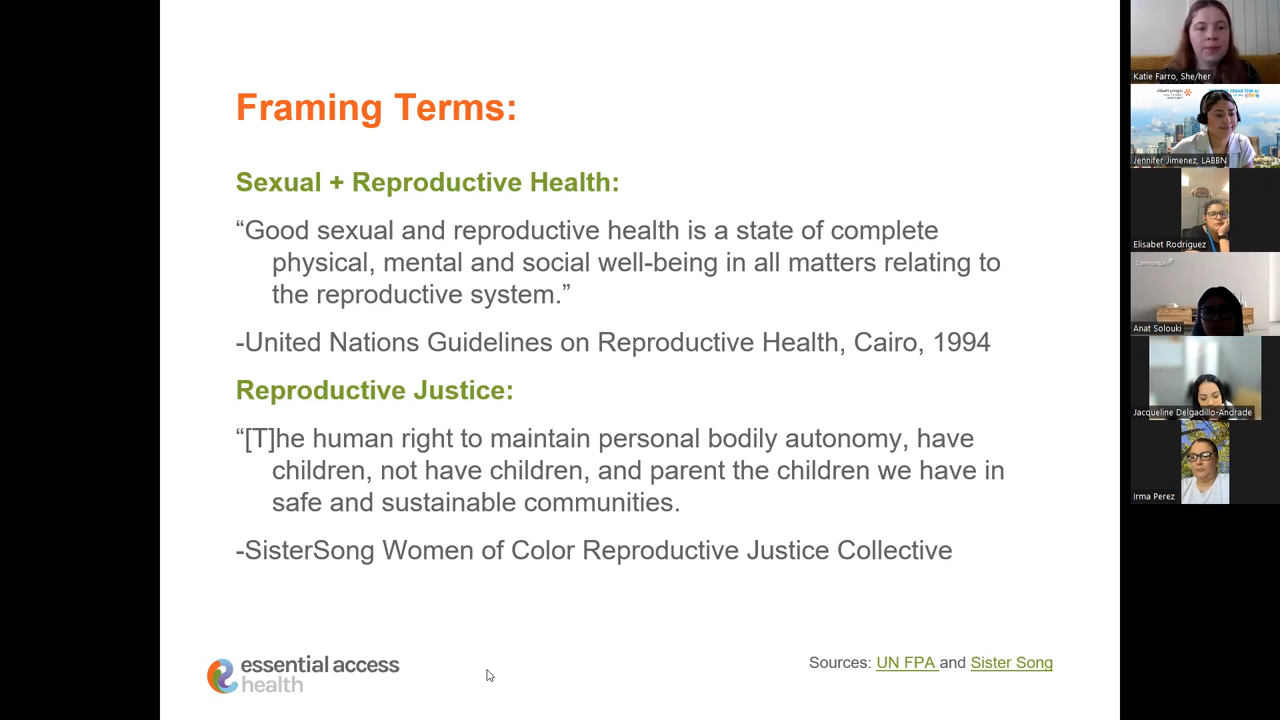 Framing Terms:
Sexual + Reproductive Health:
“Good sexual and reproductive health is a state of complete
physical, mental and social well-being in all matters relating to
the reproductive system.”
-United Nations Guidelines on Reproductive Health, Cairo, 1994
Reproductive Justice:
“[T]he human right to maintain personal bodily autonomy, have
children, not have children, and parent the children we have in
safe and sustainable communities.
-SisterSong Women of Color Reproductive Justice Collective
essential access
health
Sources: UN FPA and Sister Song
Katie Farro, She/her
Jennifer Jimenez, LABBN
Elisabet Rodriguez
Anat Solouki
Jacqueline Delgadillo-Andrade
Irma Perez